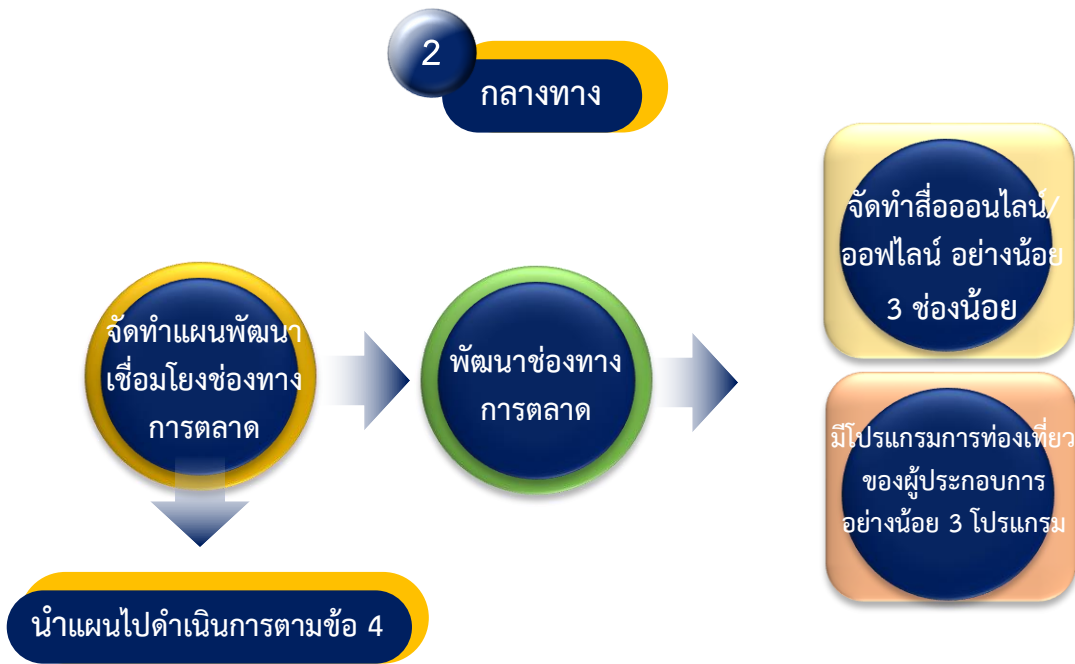 2
กลางทาง
จัดทำแผนพัฒนา
เชื่อมโยงช่องทาง
การตลาด
พัฒนาช่องทาง
การตลาด
จัดทำสื่อออนไลน์/
ออฟไลน์ อย่างน้อย
3 ช่องน้อย
มีโปรแกรมการท่องเที่ยว
ของผู้ประกอบการ
อย่างน้อย 3 โปรแกรม
นำแผนไปดำเนินการตามข้อ 4